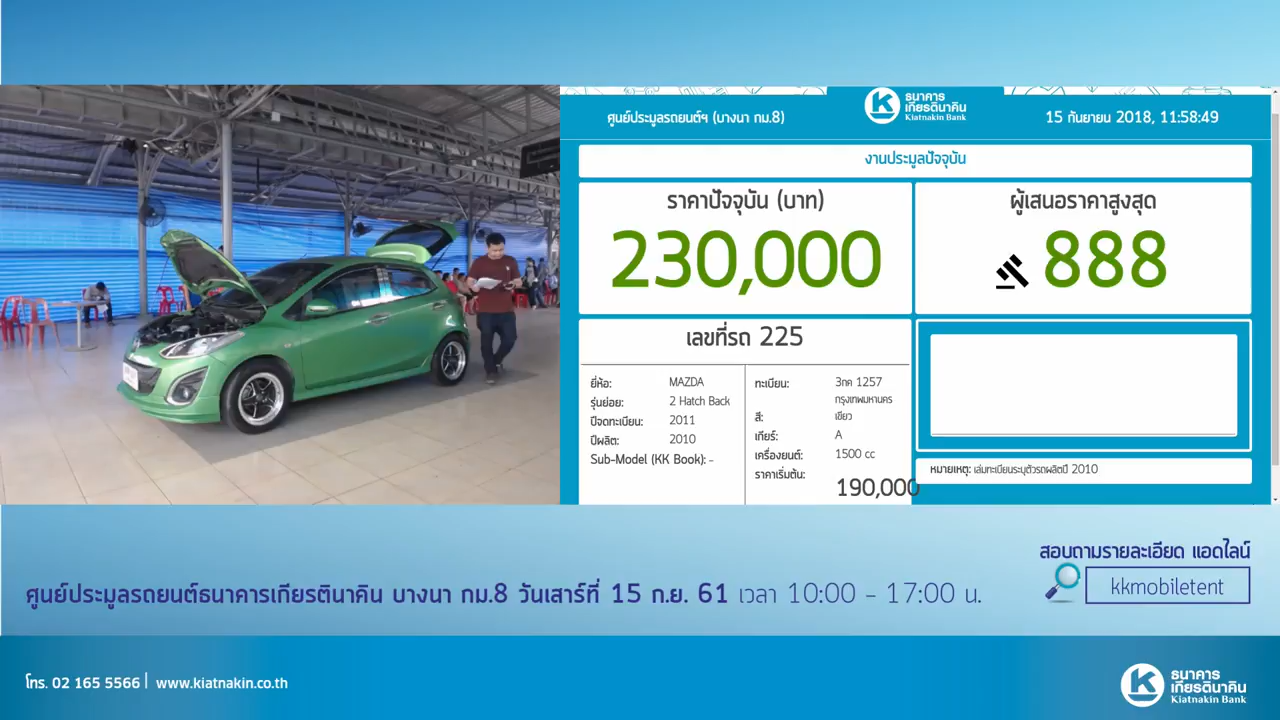 ศูนย์ประมูลรถยนต์ฯ (บางนา กม.8)
ธนาคาร
เกียรตินาคิน
Kiatnakin Bank
15 กันยายน 2018, 11:58:49
งานประมูลปัจจุบัน
ราคาปัจจุบัน (บาท)
230,000
ผู้เสนอราคาสูงสุด
888
เลขที่รถ 225
ยี่ห้อ: MAZDA
รุ่นย่อย: 2 Hatch Back
ปีจดทะเบียน: 2011
ปีผลิต: 2010
Sub-Model (KK Book): -
ทะเบียน: 3กค 1257
กรุงเทพมหานคร
สี: เขียว
เกียร์: A
เครื่องยนต์: 1500 cc
ราคาเริ่มต้น: 190,000
หมายเหตุ: เล่มทะเบียนระบุตัวรถผลิตปี 2010
สอบถามรายละเอียด แอดไลน์
kkmobiletent
ศูนย์ประมูลรถยนต์ธนาคารเกียรตินาคิน บางนา กม.8 วันเสาร์ที่ 15 ก.ย. 61 เวลา 10:00 - 17:00 น.
โทร. 02 165 5566 | www.kiatnakin.co.th
ธนาคาร
เกียรตินาคิน
Kiatnakin Bank